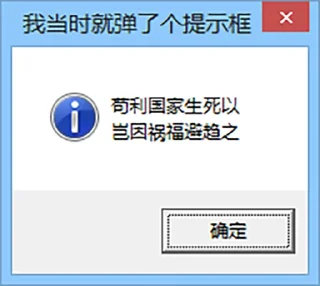 我当时就弹了个提示框
苟利国家生死以
岂因祸福避趋之
确定